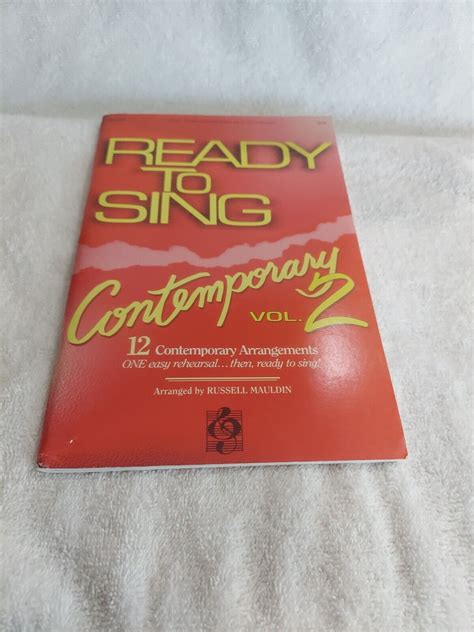 READY
TO
SING
Contemporary
VOL. 2
12 Contemporary Arrangements
ONE easy rehearsal...then, ready to sing!
Arranged by RUSSELL MAULDIN